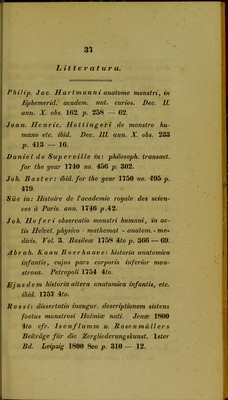 37
Litteratura.
Philip. Jac. Hartmanni anatome monstri, in
Ephemerid. academ. nat. curios. Dec. II.
ann. X. obs. 162. p. 258 — 62.
Joan. Henric. Hottingeri de monstro hu-
mano etc. ibid. Dec. III. ann. X. obs. 233
p. 413 — 16.
Daniel de Superville in: philosoph. transact.
for the year 1740 no. 456 p. 302.
Joh. Baster: ibid. for the year 1750 no. 495 p.
479.
Süe in: Histoire de l'academie royale des scien-
ces à Paris. ann. 1746 p.42.
Joh. Hoferi observatio monstri humani, in ac-
tis Helvet. physico - mathemat - anatom. - me-
dicis. Vol. 3. Basileæ 1758 4to p. 366 — 69.
Abrah. Kaau Boerhaave: historia anatomica
infantis, cujus pars corporis inferior mon-
strosa. Petropoli 1754 4to.
Ejusdem historia altera anatomica infantis, etc.
ibid. 1757 4to.
Rossi: dissertatio inaugur. descriptionem sistens
foetus monstrosi Holmiæ nati. Jenæ 1800
4to cfr. Isenflamm u. Rosenmüllers
Beiträge für die Zergliederungskunst. 1ster
Bd. Leipzig 1800 8vo p. 310 — 12.